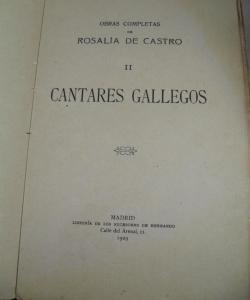 OBRAS COMPLETAS
DE
ROSALÍA DE CASTRO
II
CANTARES GALLEGOS
MADRID
LIBRERÍA DE LOS SUCESORES DE HERNANDO
Calle del Arenal, 11.
1909